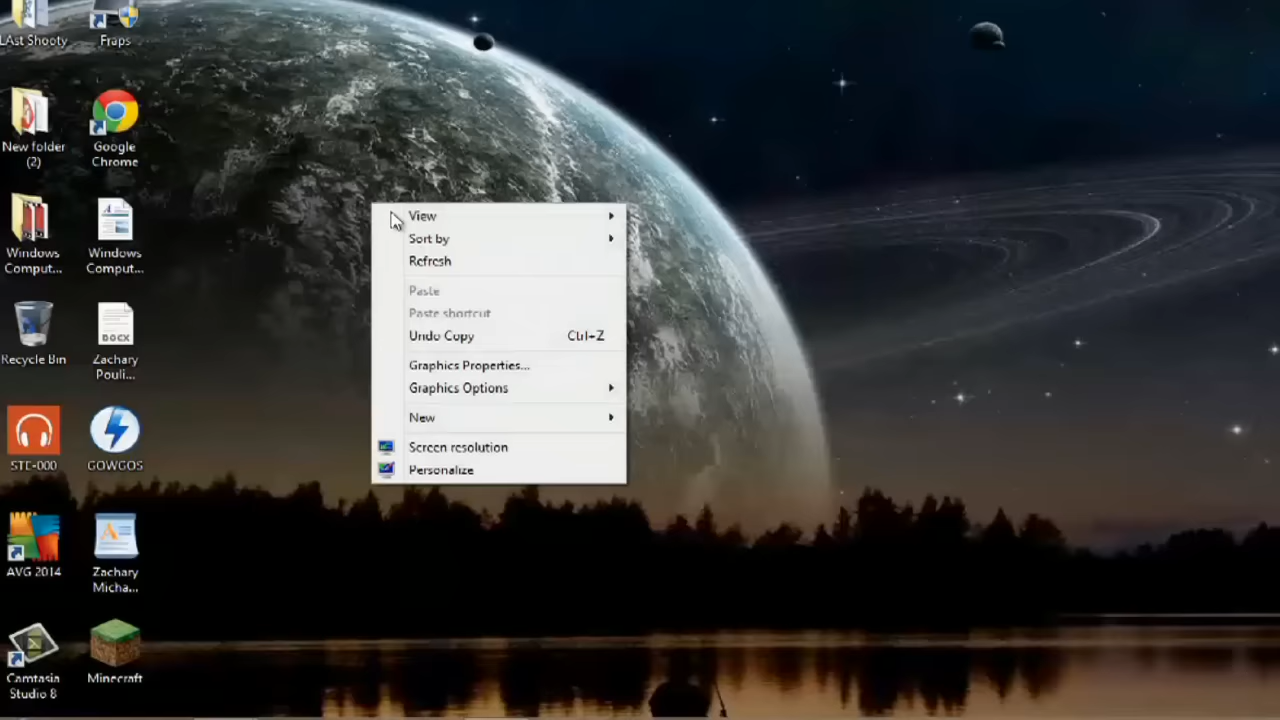 LAst Shooty
Fraps
New folder
(2)
Google
Chrome
Windows
Comput...
Windows
Comput...
Recycle Bin
DOCX
Zachary
Pouli...
STE-000
GOWGOS
AVG 2014
Zachary
Micha...
Camtasia
Studio 8
Minecraft
View
Sort by
Refresh
Paste
Paste shortcut
Undo Copy Ctrl+Z
Graphics Properties...
Graphics Options
New
Screen resolution
Personalize